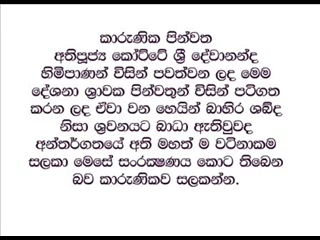 කාරුණික පින්වත
අතිපූජ්‍ය කෝට්ටේ ශ්‍රී දේවානන්ද
හිමිපාණන් විසින් පවත්වන ලද මෙම
දේශනා ශ්‍රාවක පින්වතුන් විසින් පටිගත
කරන ලද ඒවා වන හෙයින් බාහිර ශබ්ද
නිසා ශ්‍රවනයට බාධා ඇතිවුවද
අන්තර්ගතයේ අති මහත් ම වටිනාකම
සලකා මෙසේ සංරක්‍ෂණය කොට තිබෙන
බව කාරුණිකව සලකන්න.